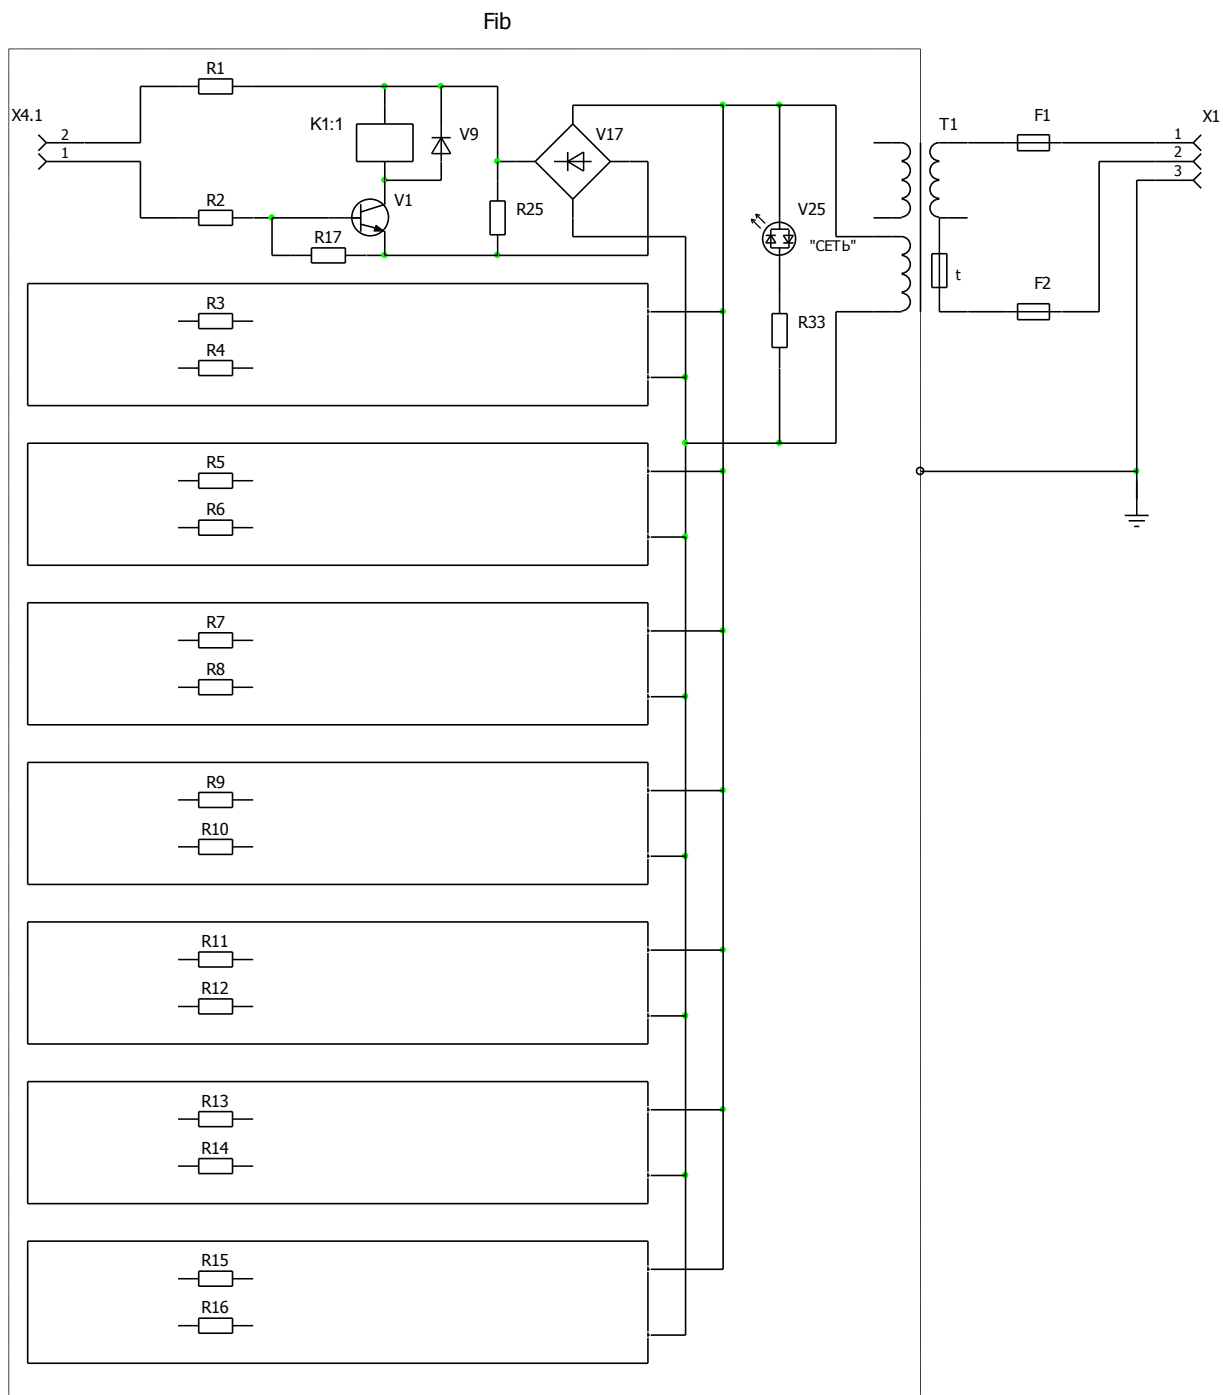 Fib
R1
X4.1
2
1
K1:1
V9
V17
T1
F1
X1
1
2
3
R2
V1
R25
V25
"СЕТЬ"
R17
t
F2
R3
R33
R4
R5
R6
R7
R8
R9
R10
R11
R12
R13
R14
R15
R16